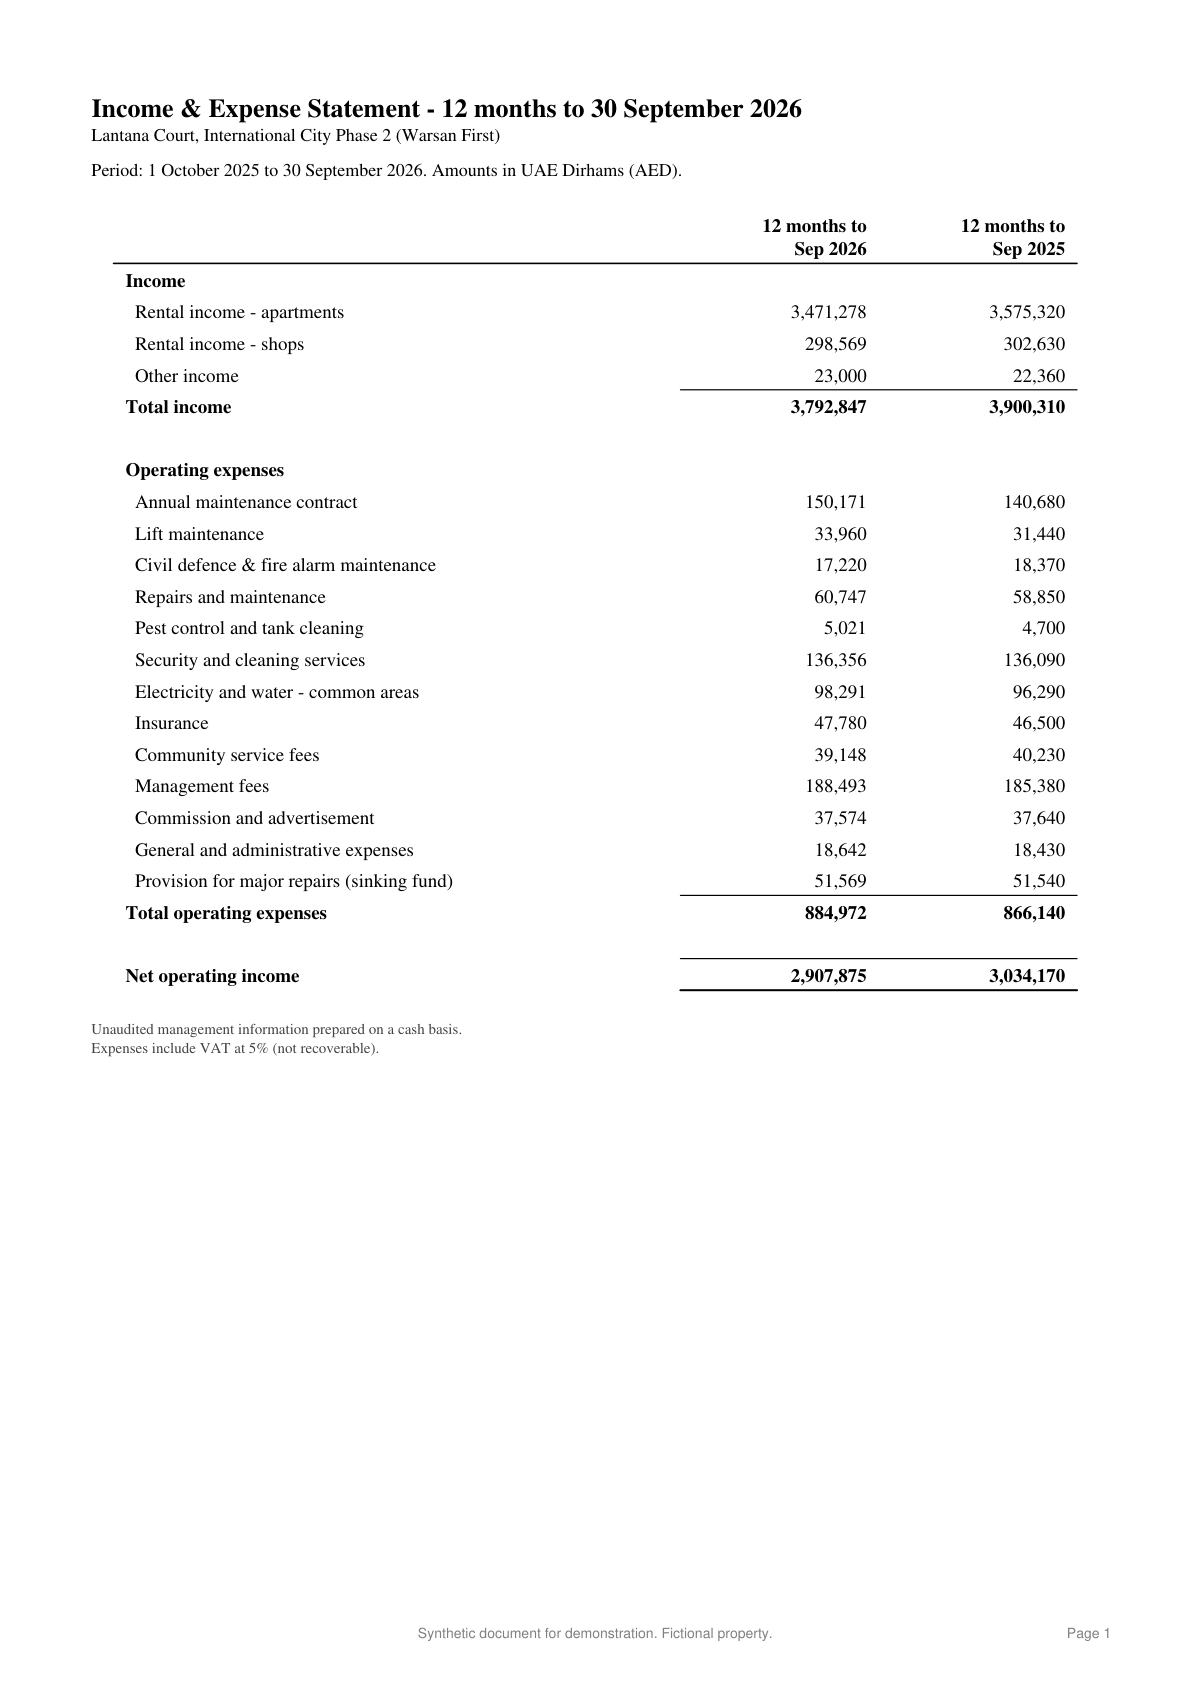 Income & Expense Statement - 12 months to 30 September 2026
Lantana Court, International City Phase 2 (Warsan First)
Period: 1 October 2025 to 30 September 2026. Amounts in UAE Dirhams (AED).
12 months to Sep 2026 12 months to Sep 2025
Income
Rental income - apartments 3,471,278 3,575,320
Rental income - shops 298,569 302,630
Other income 23,000 22,360
Total income 3,792,847 3,900,310
Operating expenses
Annual maintenance contract 150,171 140,680
Lift maintenance 33,960 31,440
Civil defence & fire alarm maintenance 17,220 18,370
Repairs and maintenance 60,747 58,850
Pest control and tank cleaning 5,021 4,700
Security and cleaning services 136,356 136,090
Electricity and water - common areas 98,291 96,290
Insurance 47,780 46,500
Community service fees 39,148 40,230
Management fees 188,493 185,380
Commission and advertisement 37,574 37,640
General and administrative expenses 18,642 18,430
Provision for major repairs (sinking fund) 51,569 51,540
Total operating expenses 884,972 866,140
Net operating income 2,907,875 3,034,170
Unaudited management information prepared on a cash basis.
Expenses include VAT at 5% (not recoverable).
Synthetic document for demonstration. Fictional property. Page 1